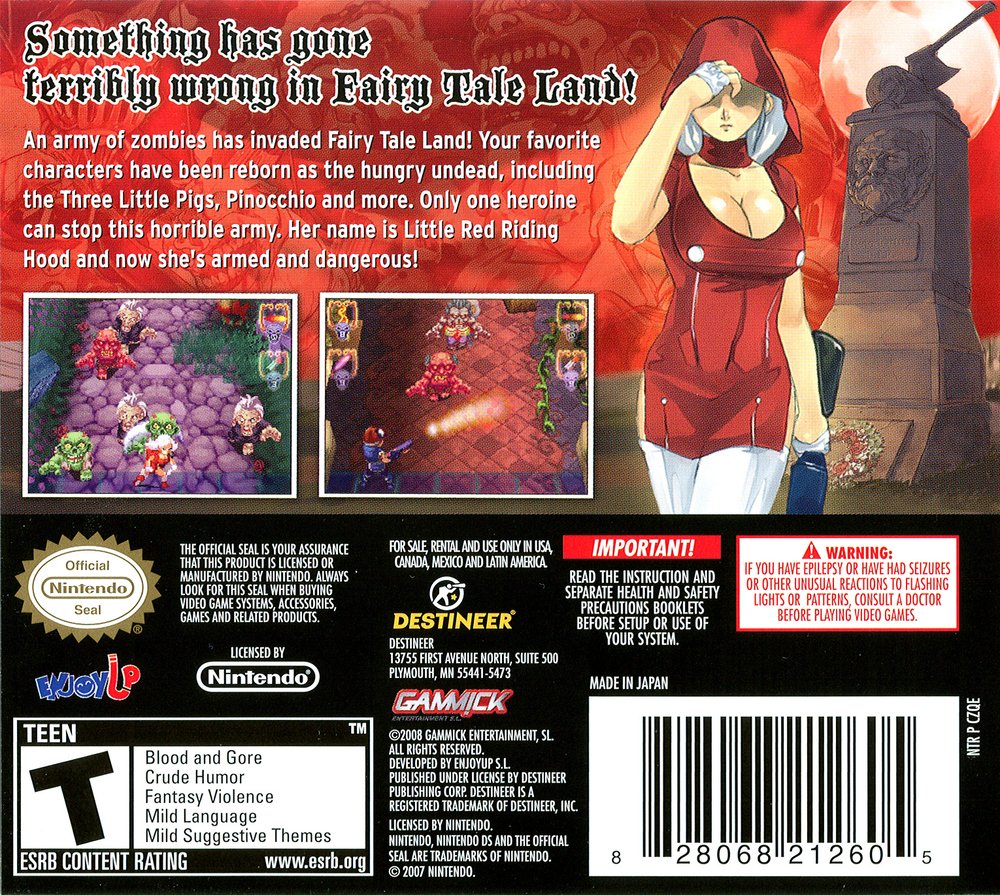 Something has gone
terribly wrong in Fairy Tale Land!
An army of zombies has invaded Fairy Tale Land! Your favorite
characters have been reborn as the hungry undead, including
the Three Little Pigs, Pinocchio and more. Only one heroine
can stop this horrible army. Her name is Little Red Riding
Hood and now she's armed and dangerous!
Official
Nintendo
Seal
®
THE OFFICIAL SEAL IS YOUR ASSURANCE
THAT THIS PRODUCT IS LICENSED OR
MANUFACTURED BY NINTENDO. ALWAYS
LOOK FOR THIS SEAL WHEN BUYING
VIDEO GAME SYSTEMS, ACCESSORIES,
GAMES AND RELATED PRODUCTS.
ENJOYUP
LICENSED BY
Nintendo®
TEEN
™
T
Blood and Gore
Crude Humor
Fantasy Violence
Mild Language
Mild Suggestive Themes
ESRB CONTENT RATING
www.esrb.org
FOR SALE, RENTAL AND USE ONLY IN USA,
CANADA, MEXICO AND LATIN AMERICA.
DESTINEER®
DESTINEER
13755 FIRST AVENUE NORTH, SUITE 500
PLYMOUTH, MN 55441-5473
GAMMICK
ENTERTAINMENT S.L.
©2008 GAMMICK ENTERTAINMENT, SL.
ALL RIGHTS RESERVED.
DEVELOPED BY ENJOYUP S.L.
PUBLISHED UNDER LICENSE BY DESTINEER
PUBLISHING CORP. DESTINEER IS A
REGISTERED TRADEMARK OF DESTINEER, INC.
LICENSED BY NINTENDO.
NINTENDO, NINTENDO DS AND THE OFFICIAL
SEAL ARE TRADEMARKS OF NINTENDO.
© 2007 NINTENDO.
IMPORTANT!
READ THE INSTRUCTION AND
SEPARATE HEALTH AND SAFETY
PRECAUTIONS BOOKLETS
BEFORE SETUP OR USE OF
YOUR SYSTEM.
WARNING:
IF YOU HAVE EPILEPSY OR HAVE HAD SEIZURES
OR OTHER UNUSUAL REACTIONS TO FLASHING
LIGHTS OR PATTERNS, CONSULT A DOCTOR
BEFORE PLAYING VIDEO GAMES.
MADE IN JAPAN
NTR P CZQE
8 28068 21260 5